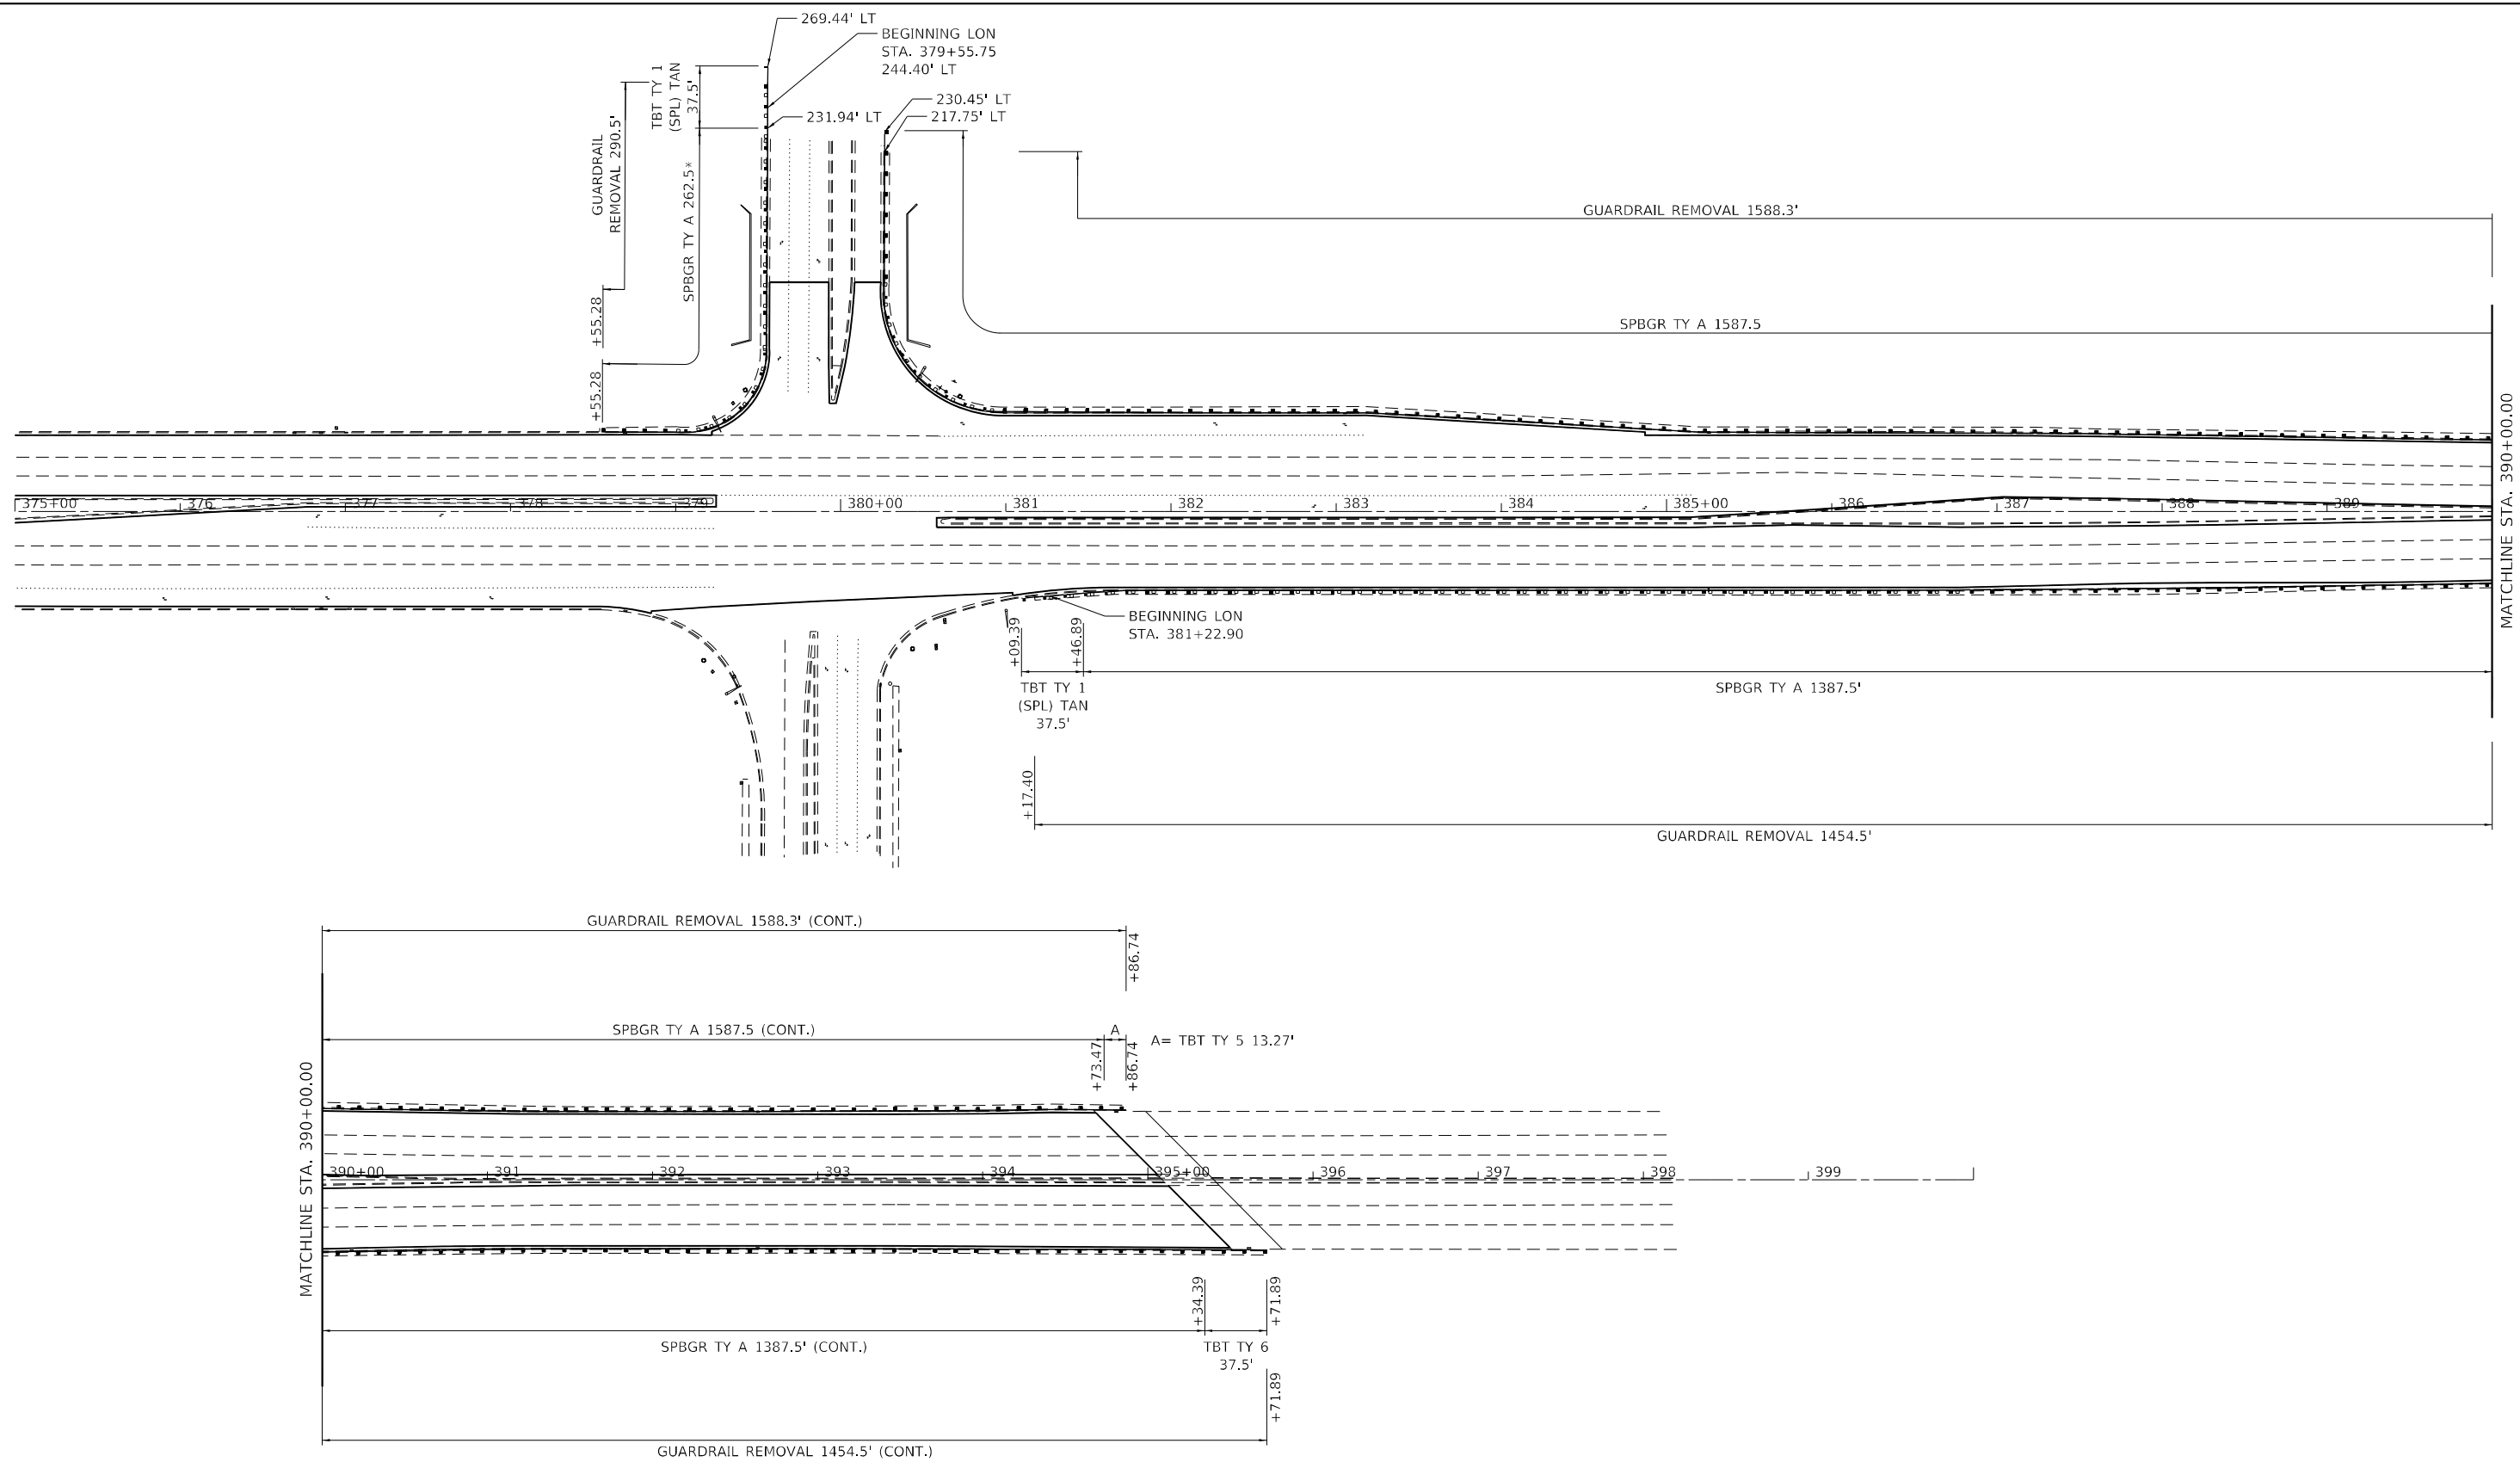 269.44' LT
BEGINNING LON
STA. 379+55.75
244.40' LT
TBT TY 1
(SPL) TAN
37.5'
230.45' LT
217.75' LT
231.94' LT
GUARDRAIL
REMOVAL 290.5'
SPBGR TY A 262.5*
GUARDRAIL REMOVAL 1588.3'
+55.28
SPBGR TY A 1587.5
+55.28
MATCHLINE STA. 390+00.00
375+00
376
377
378
379
380+00
381
382
383
384
385+00
386
387
388
389
BEGINNING LON
STA. 381+22.90
+09.39
+46.89
TBT TY 1
(SPL) TAN
37.5'
SPBGR TY A 1387.5'
+17.40
GUARDRAIL REMOVAL 1454.5'
GUARDRAIL REMOVAL 1588.3' (CONT.)
+86.74
SPBGR TY A 1587.5 (CONT.)
A
A= TBT TY 5 13.27'
+73.47
+86.74
MATCHLINE STA. 390+00.00
390+00
391
392
393
394
395+00
396
397
398
399
+34.39
+71.89
SPBGR TY A 1387.5' (CONT.)
TBT TY 6
37.5'
+71.89
GUARDRAIL REMOVAL 1454.5' (CONT.)